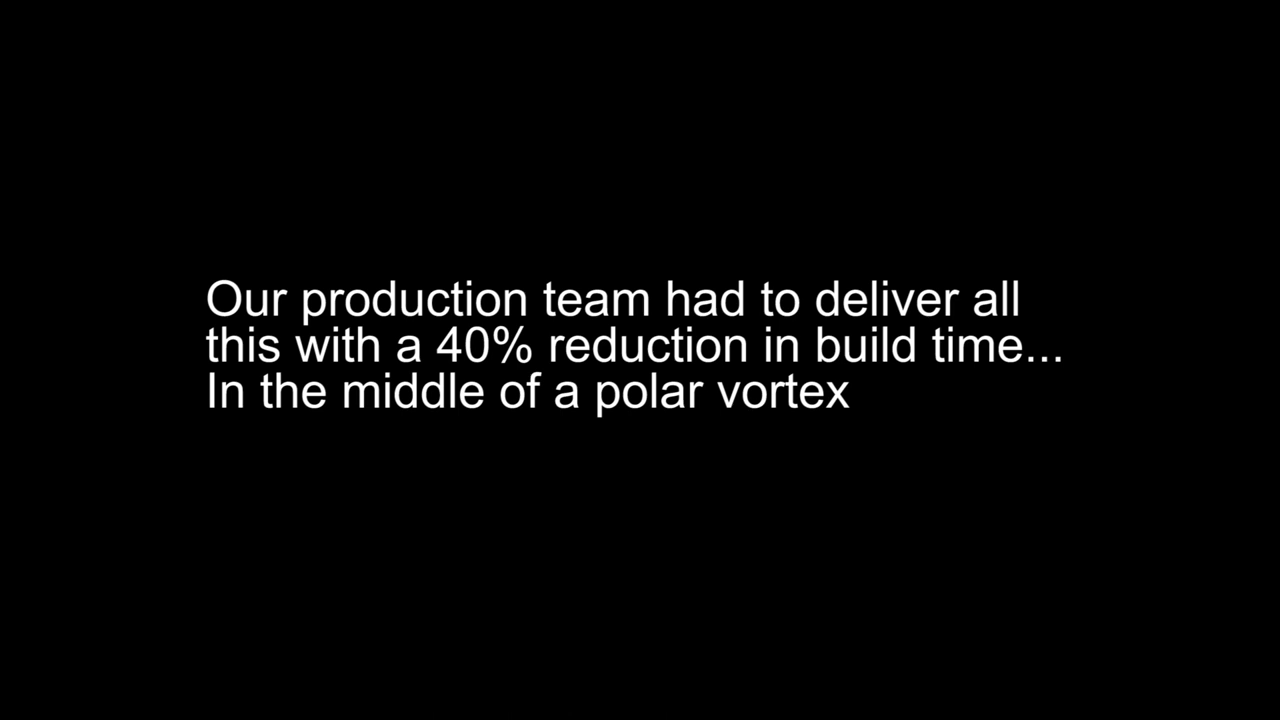 Our production team had to deliver all
this with a 40% reduction in build time...
In the middle of a polar vortex